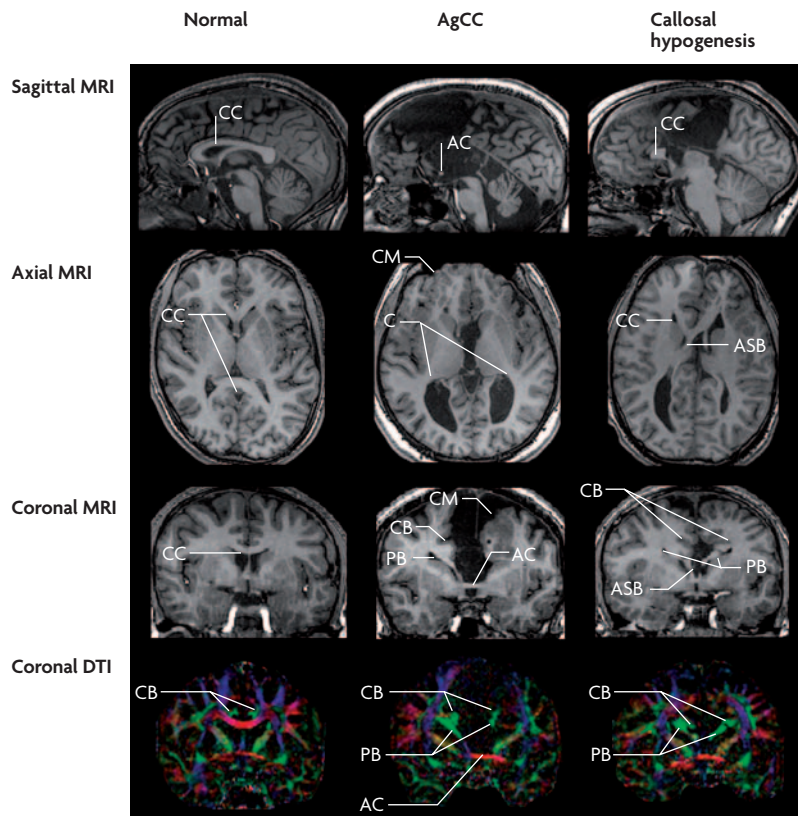 Normal
AgCC
Callosal
hypogenesis
Sagittal MRI
CC
AC
CC
Axial MRI
CM
CC
C
CC
ASB
Coronal MRI
CC
CM
CB
PB
AC
CB
PB
ASB
Coronal DTI
CB
CB
PB
AC
CB
PB